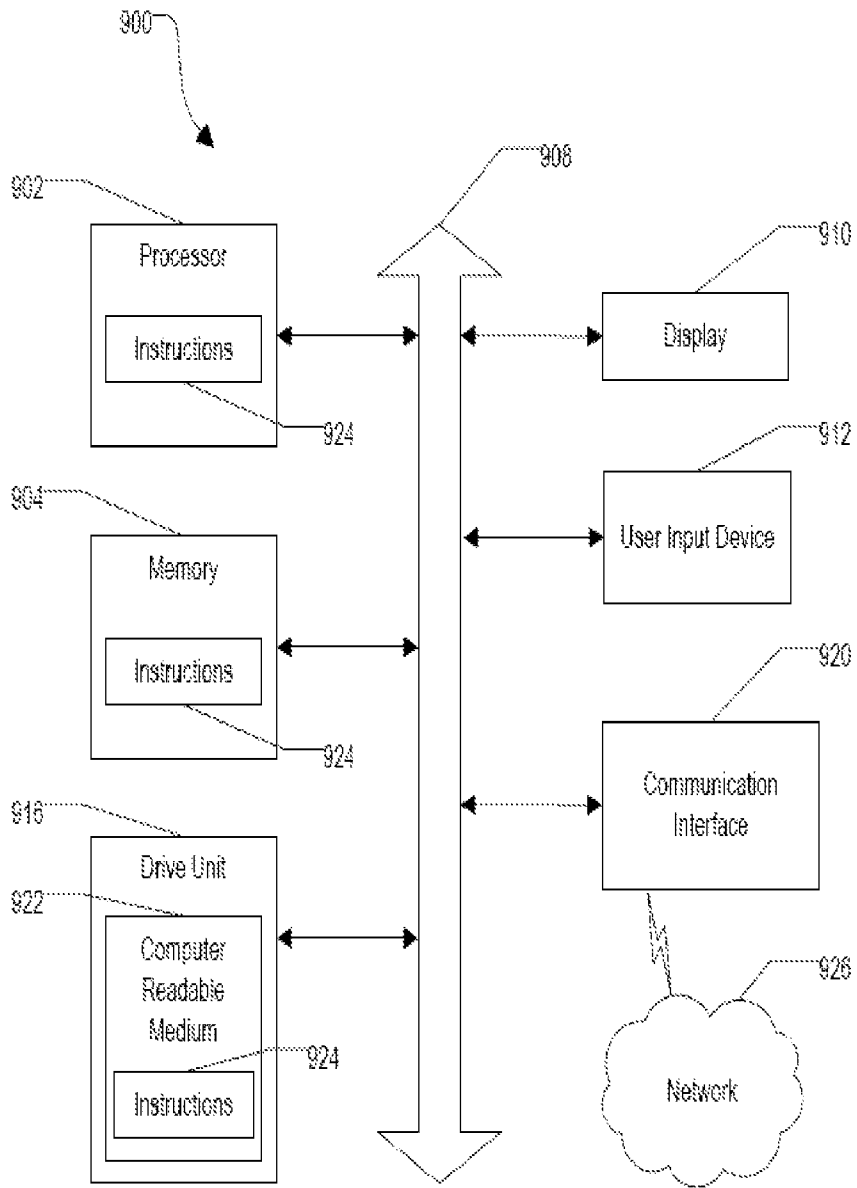 900
908
902
Processor
Instructions
924
910
Display
912
User Input Device
904
Memory
Instructions
924
920
Communication
Interface
916
Drive Unit
922
Computer
Readable
Medium
924
Instructions
926
Network